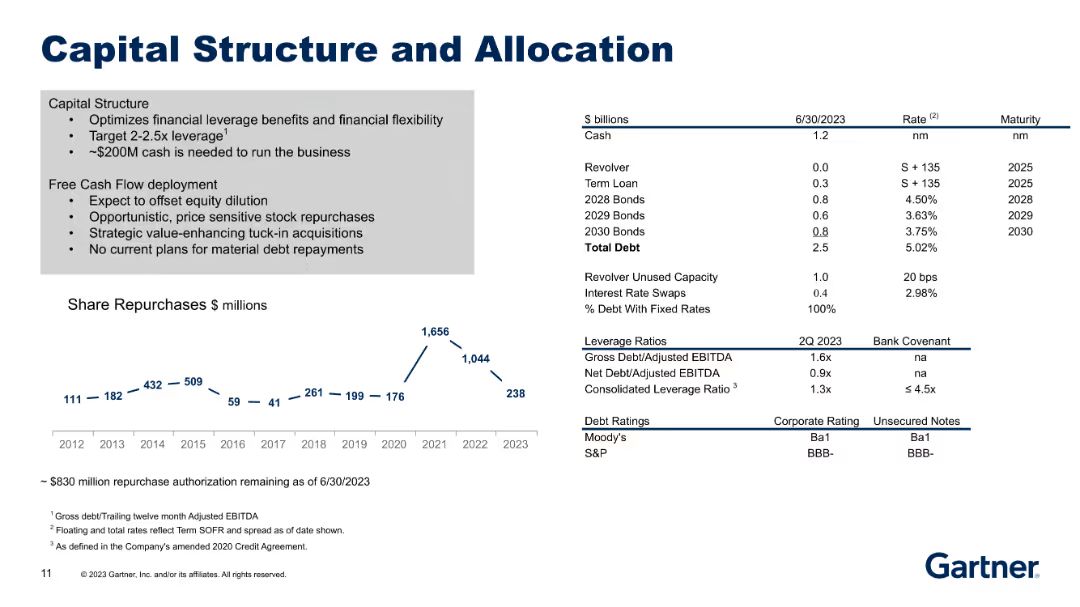 Capital Structure and Allocation
Capital Structure
• Optimizes financial leverage benefits and financial flexibility
• Target 2-2.5x leverage1
• ~$200M cash is needed to run the business
Free Cash Flow deployment
• Expect to offset equity dilution
• Opportunistic, price sensitive stock repurchases
• Strategic value-enhancing tuck-in acquisitions
• No current plans for material debt repayments
Share Repurchases $ millions
111 182 432 509 59 41 261 199 176 1,656 1,044 238
2012 2013 2014 2015 2016 2017 2018 2019 2020 2021 2022 2023
~ $830 million repurchase authorization remaining as of 6/30/2023
$ billions 6/30/2023 Rate (2) Maturity
Cash 1.2 nm nm
Revolver 0.0 S + 135 2025
Term Loan 0.3 S + 135 2025
2028 Bonds 0.8 4.50% 2028
2029 Bonds 0.6 3.63% 2029
2030 Bonds 0.8 3.75% 2030
Total Debt 2.5 5.02%
Revolver Unused Capacity 1.0 20 bps
Interest Rate Swaps 0.4 2.98%
% Debt With Fixed Rates 100%
Leverage Ratios 2Q 2023 Bank Covenant
Gross Debt/Adjusted EBITDA 1.6x na
Net Debt/Adjusted EBITDA 0.9x na
Consolidated Leverage Ratio 3 1.3x ≤ 4.5x
Debt Ratings Corporate Rating Unsecured Notes
Moody's Ba1 Ba1
S&P BBB- BBB-
1 Gross debt/Trailing twelve month Adjusted EBITDA
2 Floating and total rates reflect Term SOFR and spread as of date shown.
3 As defined in the Company's amended 2020 Credit Agreement.
11 © 2023 Gartner, Inc. and/or its affiliates. All rights reserved.
Gartner®